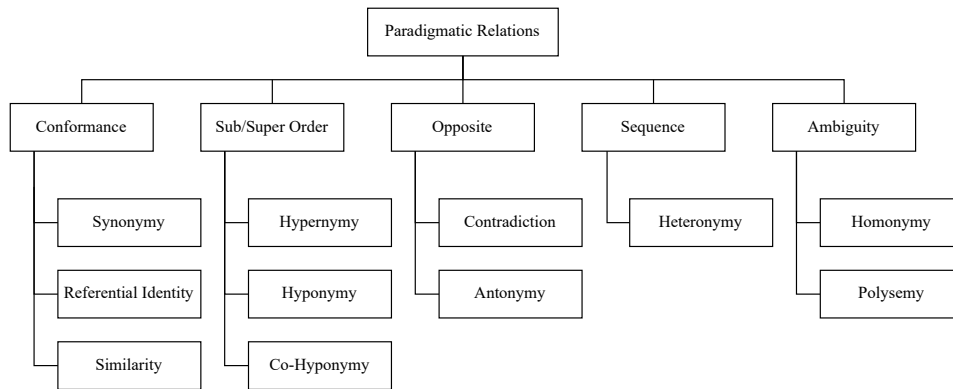 Paradigmatic Relations
Conformance
Sub/Super Order
Opposite
Sequence
Ambiguity
Synonymy
Hypernymy
Contradiction
Heteronymy
Homonymy
Referential Identity
Hyponymy
Antonymy
Polysemy
Similarity
Co-Hyponymy